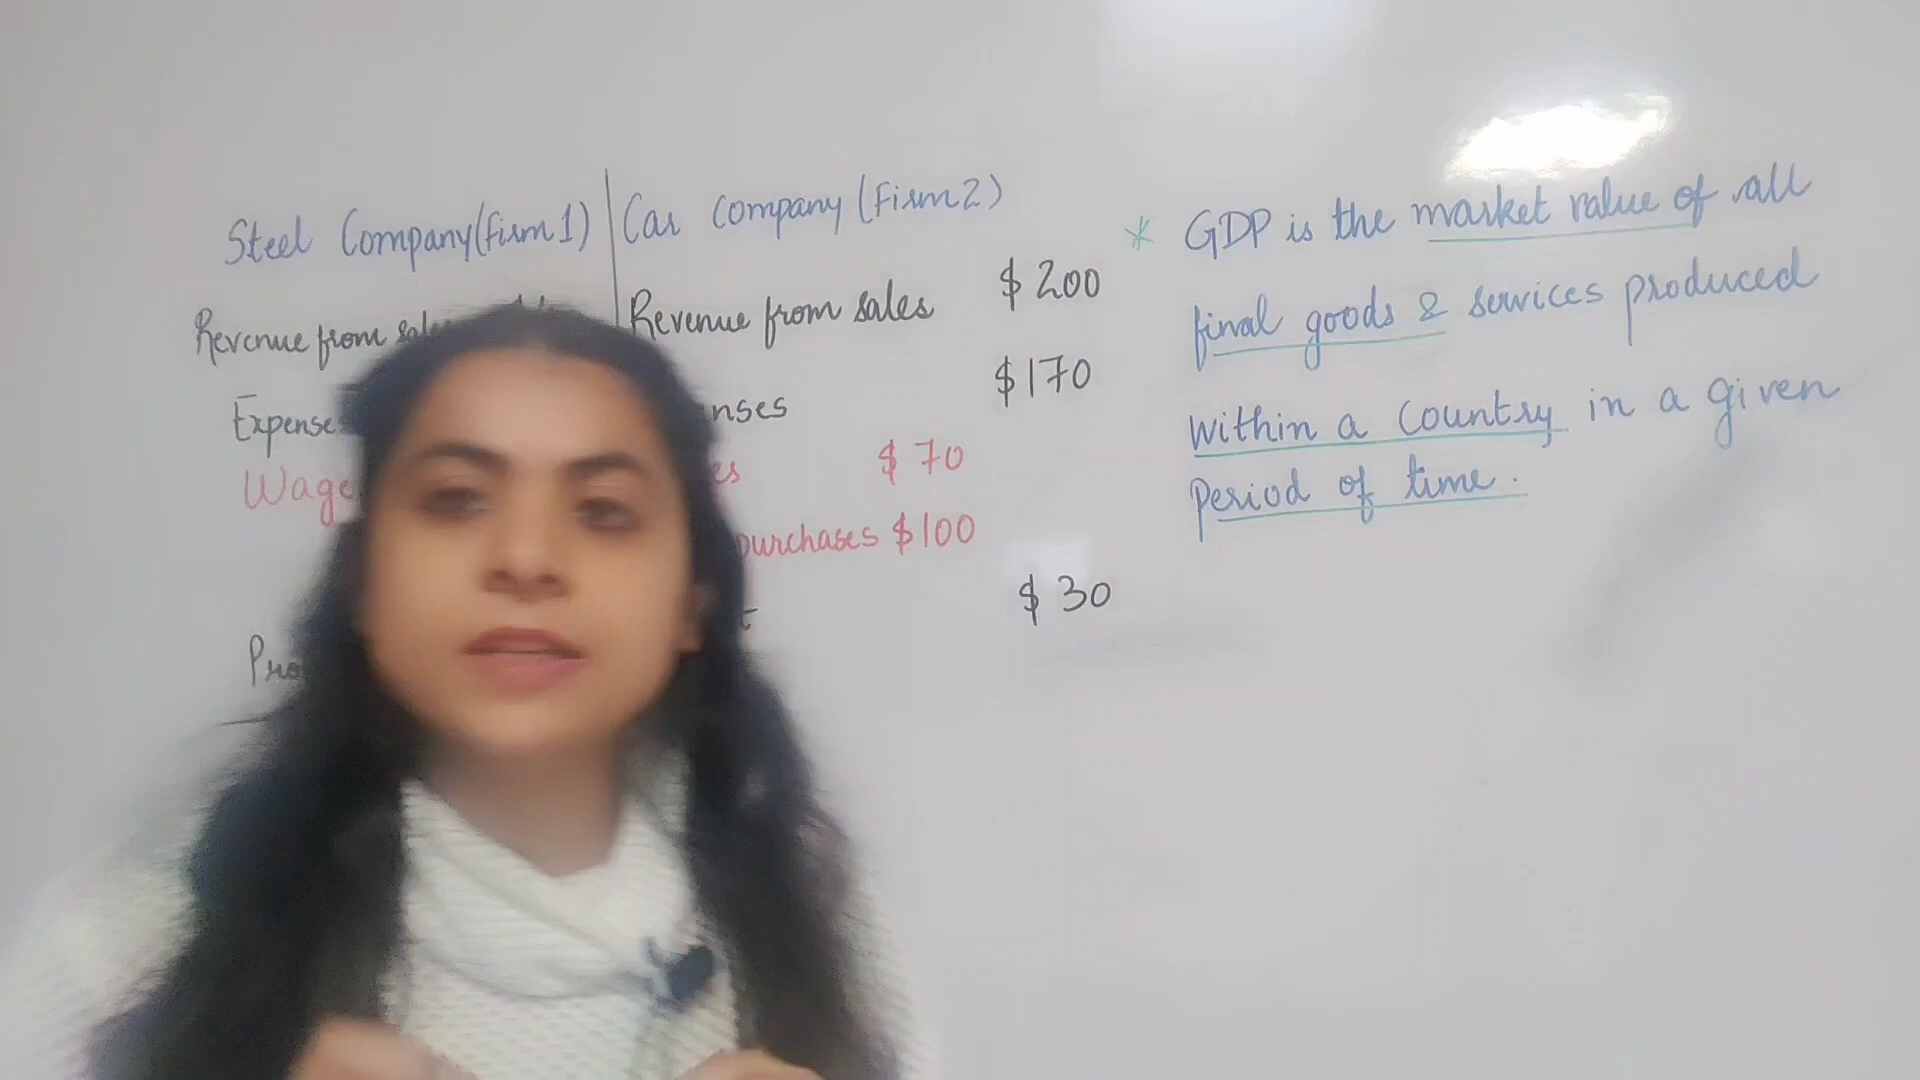 Steel Company(firm 1)
Revenue from
Expense
Wage
Car Company (Firm 2)
Revenue from sales $ 200
$ 170
$ 70
purchases $100
$ 30
* GDP is the market value of all
final goods & services produced
within a country in a given
period of time.